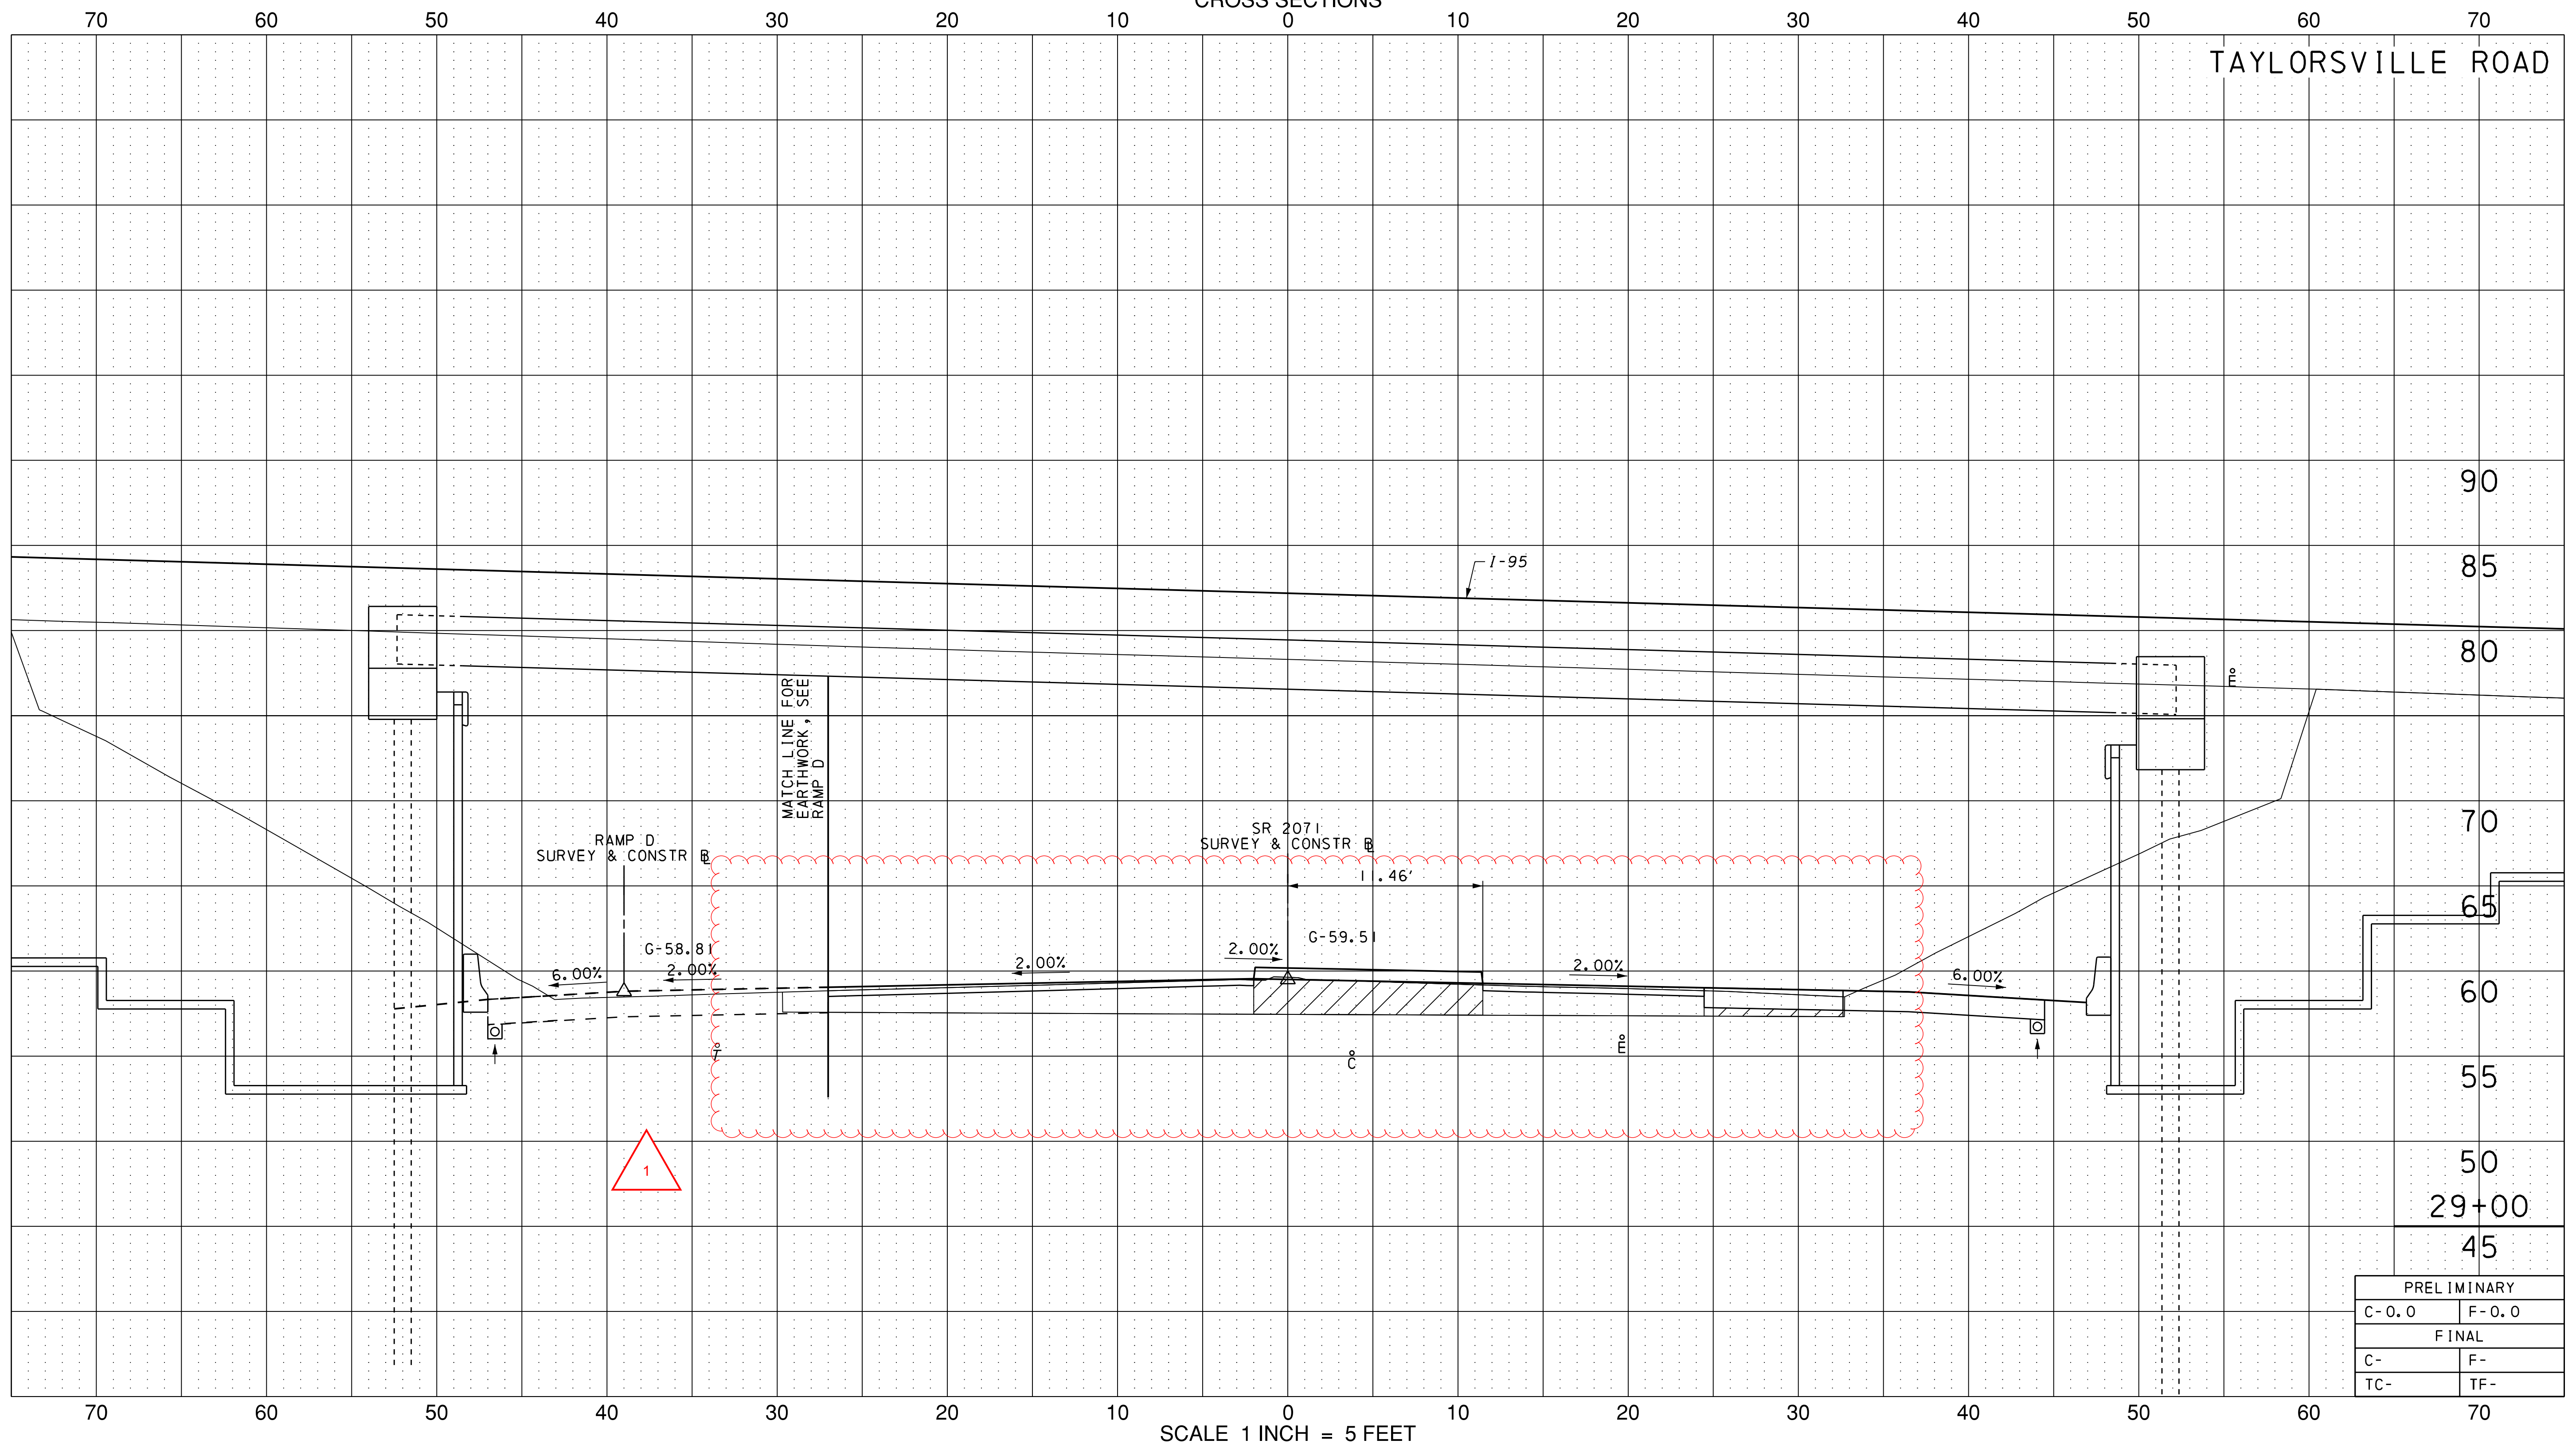 CROSS SECTIONS
70 60 50 40 30 20 10 0 10 20 30 40 50 60 70
TAYLORSVILLE ROAD
90
I-95
85
80
E
MATCH LINE FOR
EARTHWORK, SEE
RAMP D
70
RAMP D
SURVEY & CONSTR BL
SR 2071
SURVEY & CONSTR BL
11.46'
65
G-58.81
G-59.51
6.00%
2.00%
2.00%
2.00%
2.00%
6.00%
60
T
C
E
55
1
50
29+00
45
PRELIMINARY
C-0.0 F-0.0
FINAL
C- F-
TC- TF-
70 60 50 40 30 20 10 0 10 20 30 40 50 60 70
SCALE 1 INCH = 5 FEET